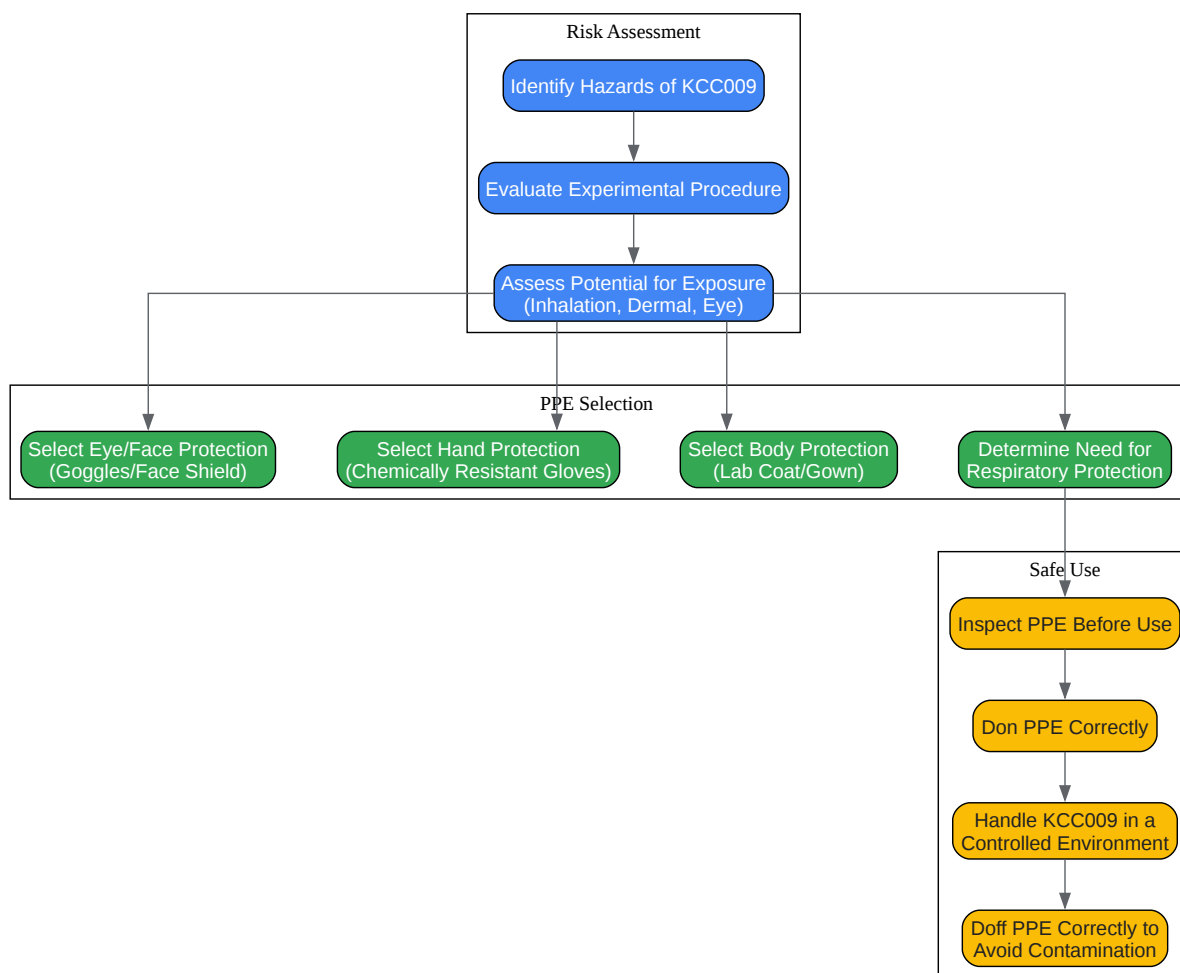 Risk Assessment
Identify Hazards of KCC009
Evaluate Experimental Procedure
Assess Potential for Exposure
(Inhalation, Dermal, Eye)
PPE Selection
Select Eye/Face Protection
(Goggles/Face Shield)
Select Hand Protection
(Chemically Resistant Gloves)
Select Body Protection
(Lab Coat/Gown)
Determine Need for
Respiratory Protection
Safe Use
Inspect PPE Before Use
Don PPE Correctly
Handle KCC009 in a
Controlled Environment
Doff PPE Correctly to
Avoid Contamination